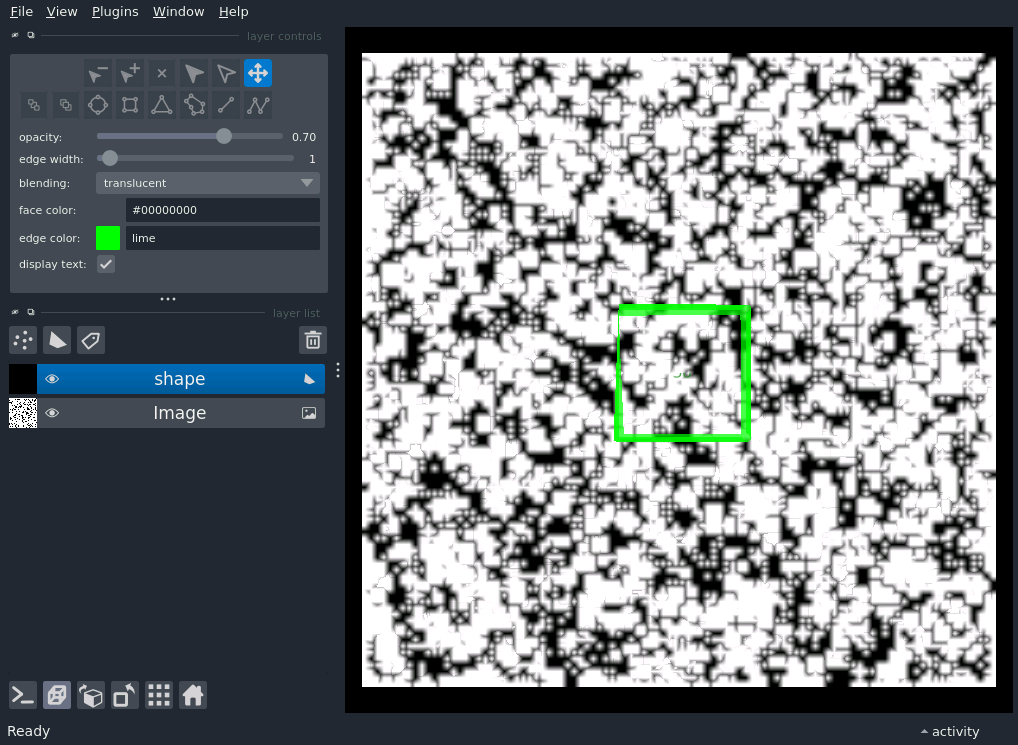 File View Plugins Window Help
layer controls
opacity: 0.70
edge width: 1
blending: translucent
face color: #00000000
edge color: lime
display text:
layer list
shape
Image
Ready
activity